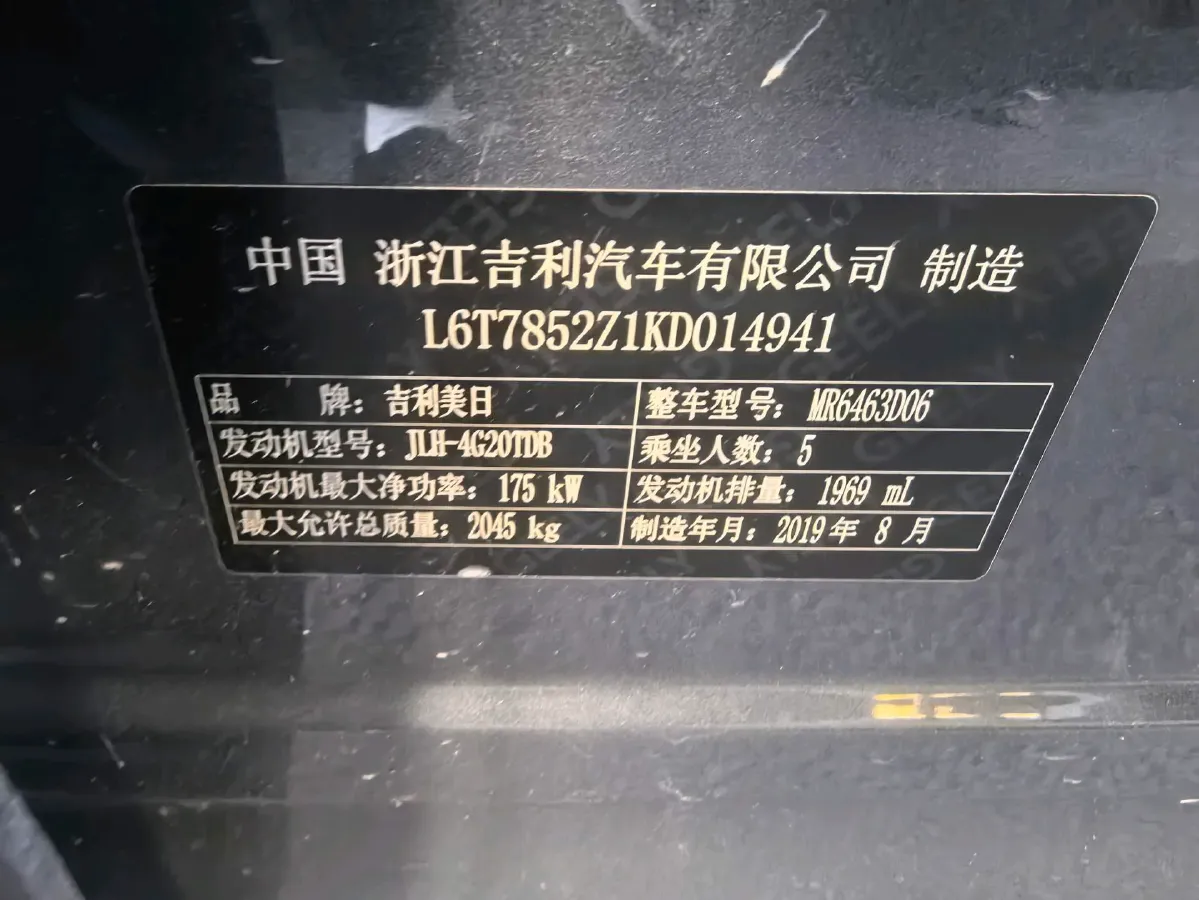 中国 浙江吉利汽车有限公司 制造
L6T7852Z1KD014941
品 牌：吉利美日 整车型号：MR6463D06
发动机型号：JLH-4G20TDB 乘坐人数：5
发动机最大净功率：175 kW 发动机排量：1969 mL
最大允许总质量：2045 kg 制造年月：2019年 8 月